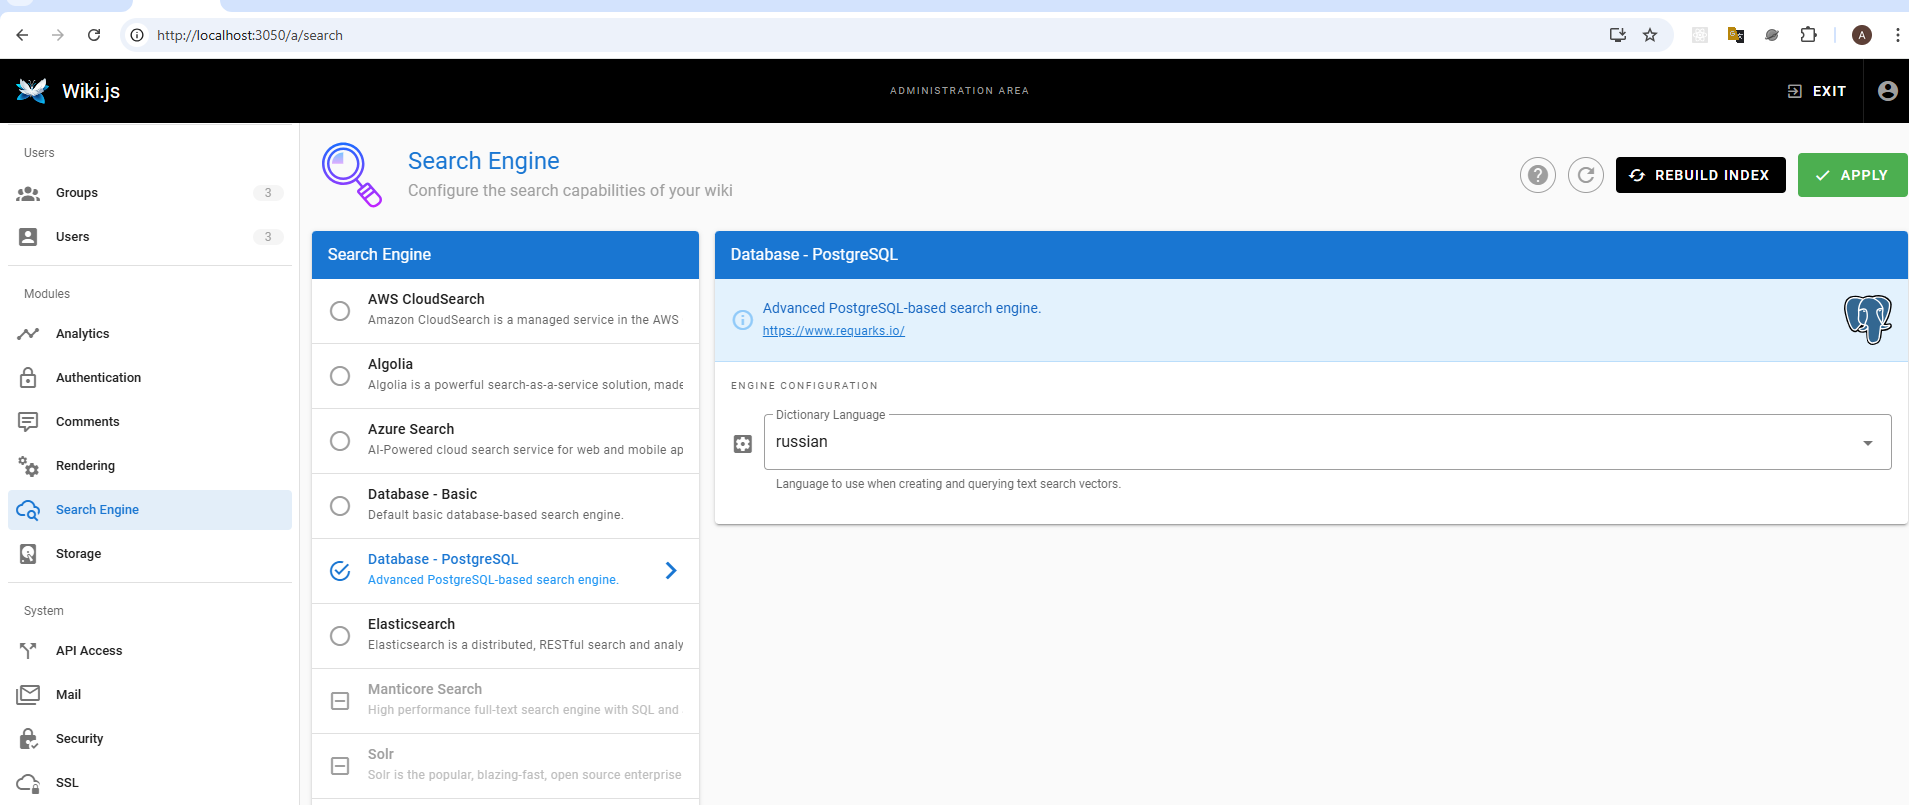 http://localhost:3050/a/search
A
Wiki.js
ADMINISTRATION AREA
EXIT
Users
Groups
3
Users
3
Modules
Analytics
Authentication
Comments
Rendering
Search Engine
Storage
System
API Access
Mail
Security
SSL
Search Engine
Configure the search capabilities of your wiki
REBUILD INDEX
APPLY
Search Engine
AWS CloudSearch
Amazon CloudSearch is a managed service in the AWS
Algolia
Algolia is a powerful search-as-a-service solution, made
Azure Search
AI-Powered cloud search service for web and mobile ap
Database - Basic
Default basic database-based search engine.
Database - PostgreSQL
Advanced PostgreSQL-based search engine.
Elasticsearch
Elasticsearch is a distributed, RESTful search and analy
Manticore Search
High performance full-text search engine with SQL and
Solr
Solr is the popular, blazing-fast, open source enterprise
Database - PostgreSQL
Advanced PostgreSQL-based search engine.
https://www.requarks.io/
ENGINE CONFIGURATION
Dictionary Language
russian
Language to use when creating and querying text search vectors.